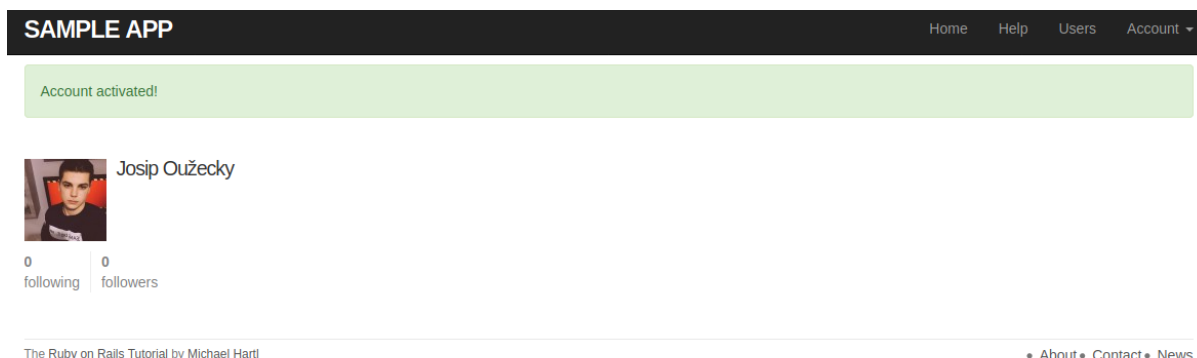 SAMPLE APP
Home Help Users Account
Account activated!
Josip Oužecky
0 following
0 followers
The Ruby on Rails Tutorial by Michael Hartl
• About • Contact • News